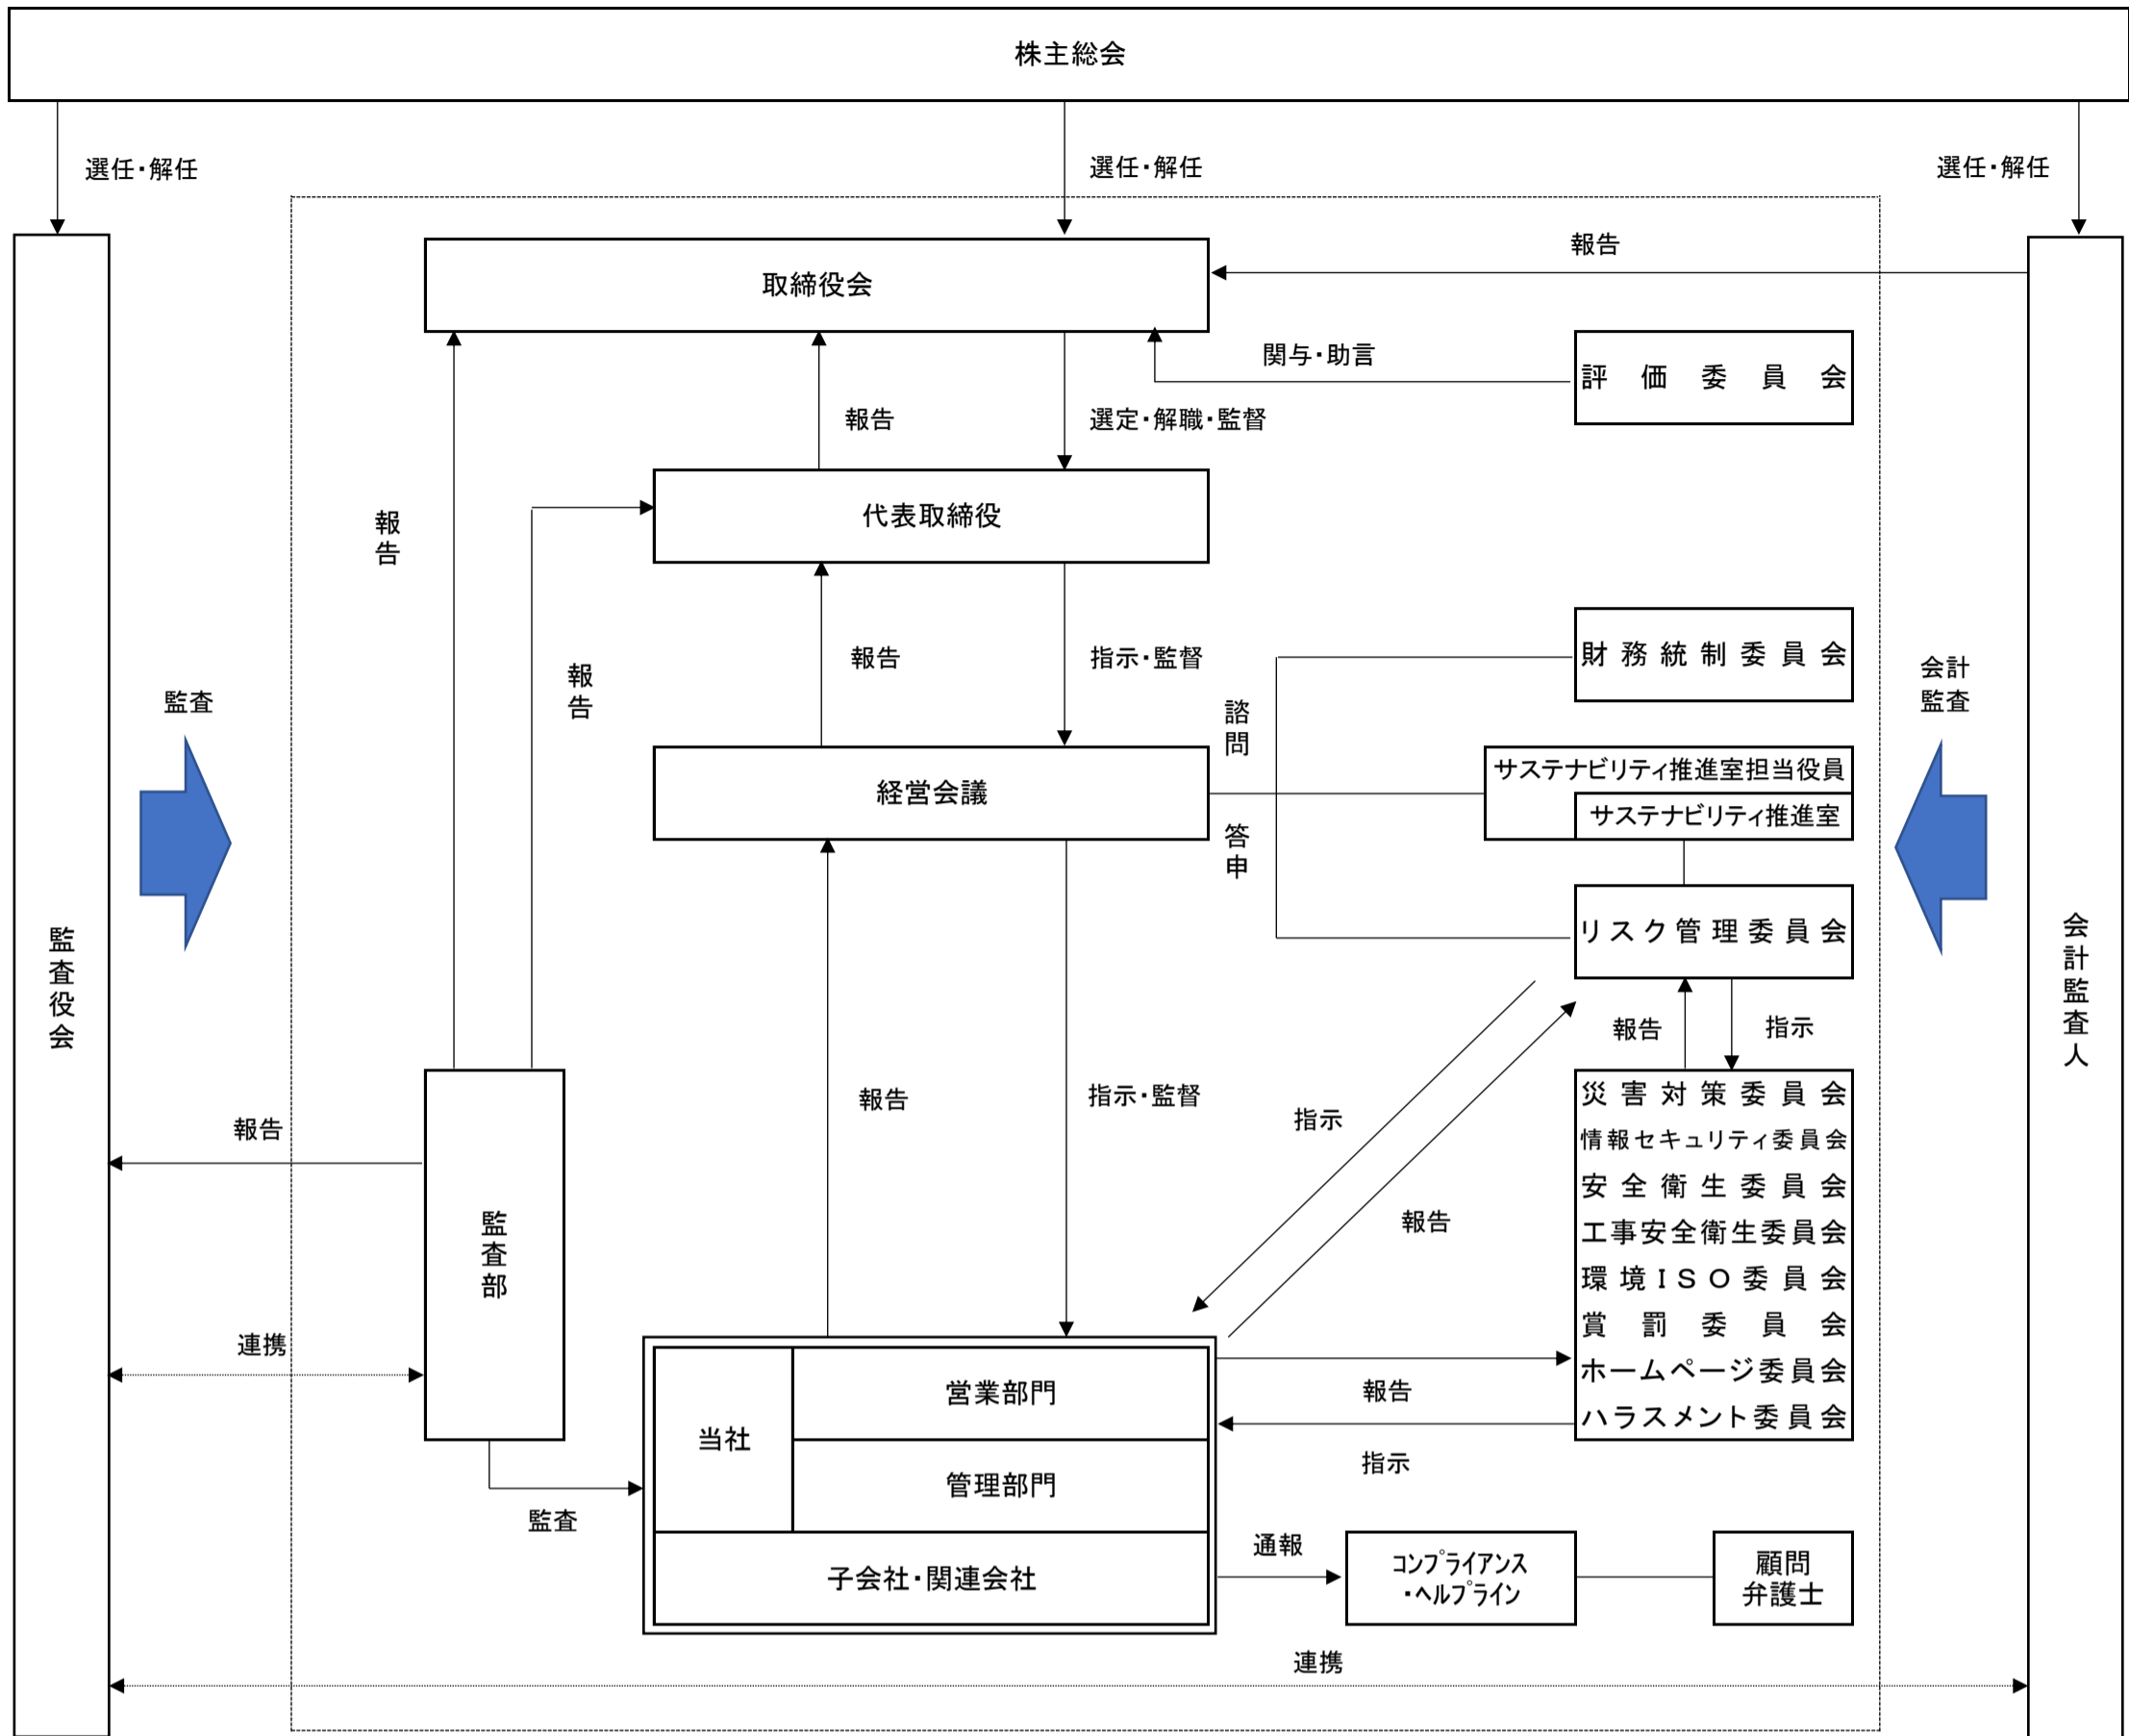 株主総会
選任・解任
選任・解任
選任・解任
報告
取締役会
関与・助言
評価委員会
報告
選定・解職・監督
代表取締役
報告
報告
報告
指示・監督
財務統制委員会
監査
会計
監査
諮問
サステナビリティ推進室担当役員
経営会議
サステナビリティ推進室
答申
リスク管理委員会
監査役会
会計監査人
報告
指示
報告
指示・監督
指示
報告
災害対策委員会
情報セキュリティ委員会
安全衛生委員会
工事安全衛生委員会
環境ISO委員会
賞罰委員会
ホームページ委員会
ハラスメント委員会
報告
監査部
連携
営業部門
報告
当社
指示
管理部門
監査
通報
コンプライアンス
・ヘルプライン
顧問
弁護士
子会社・関連会社
連携